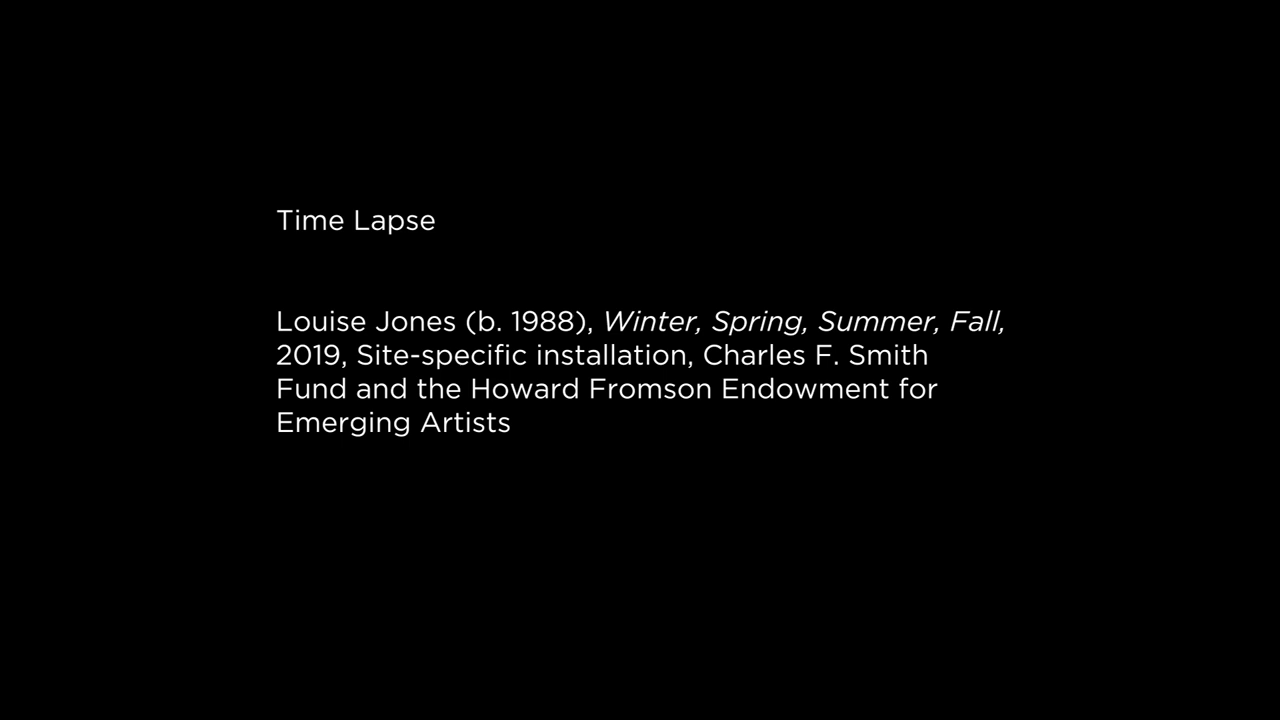 Time Lapse
Louise Jones (b. 1988), Winter, Spring, Summer, Fall,
2019, Site-specific installation, Charles F. Smith
Fund and the Howard Fromson Endowment for
Emerging Artists